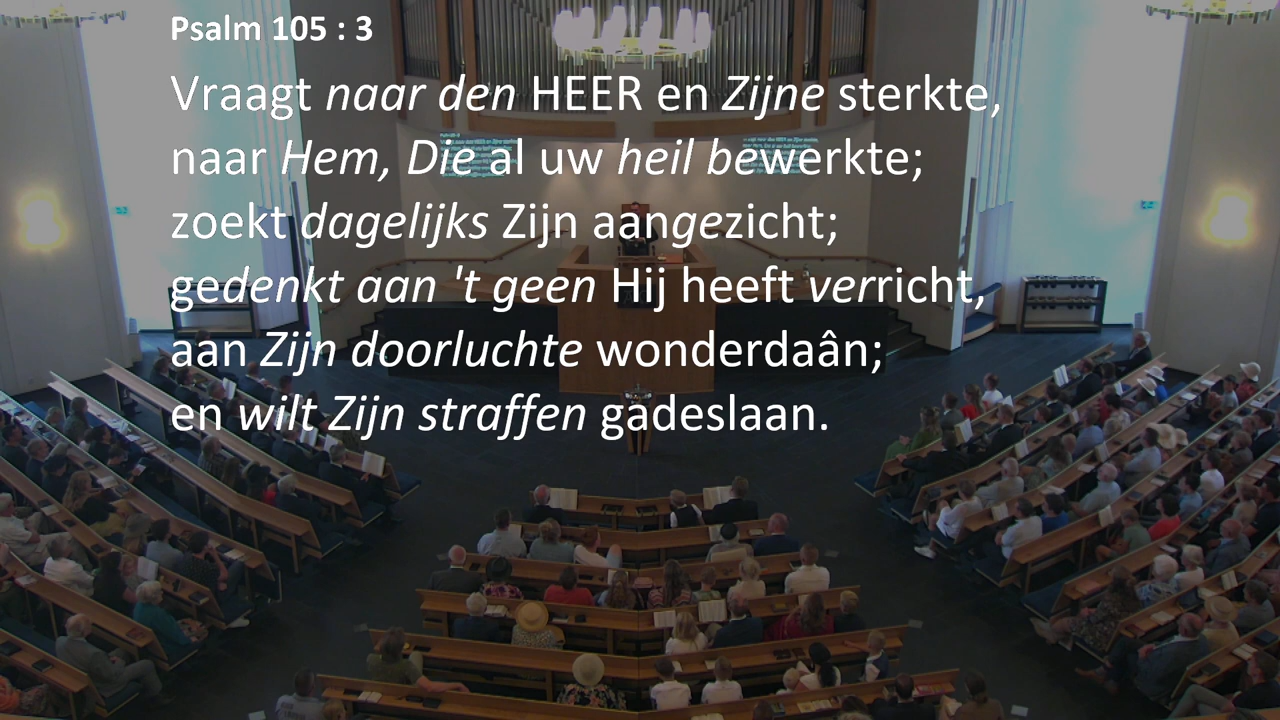 Psalm 105 : 3
Vraagt naar den HEER en Zijne sterkte,
naar Hem, Die al uw heil bewerkte;
zoekt dagelijks Zijn aangezicht;
gedenkt aan 't geen Hij heeft verricht,
aan Zijn doorluchte wonderdaân;
en wilt Zijn straffen gadeslaan.